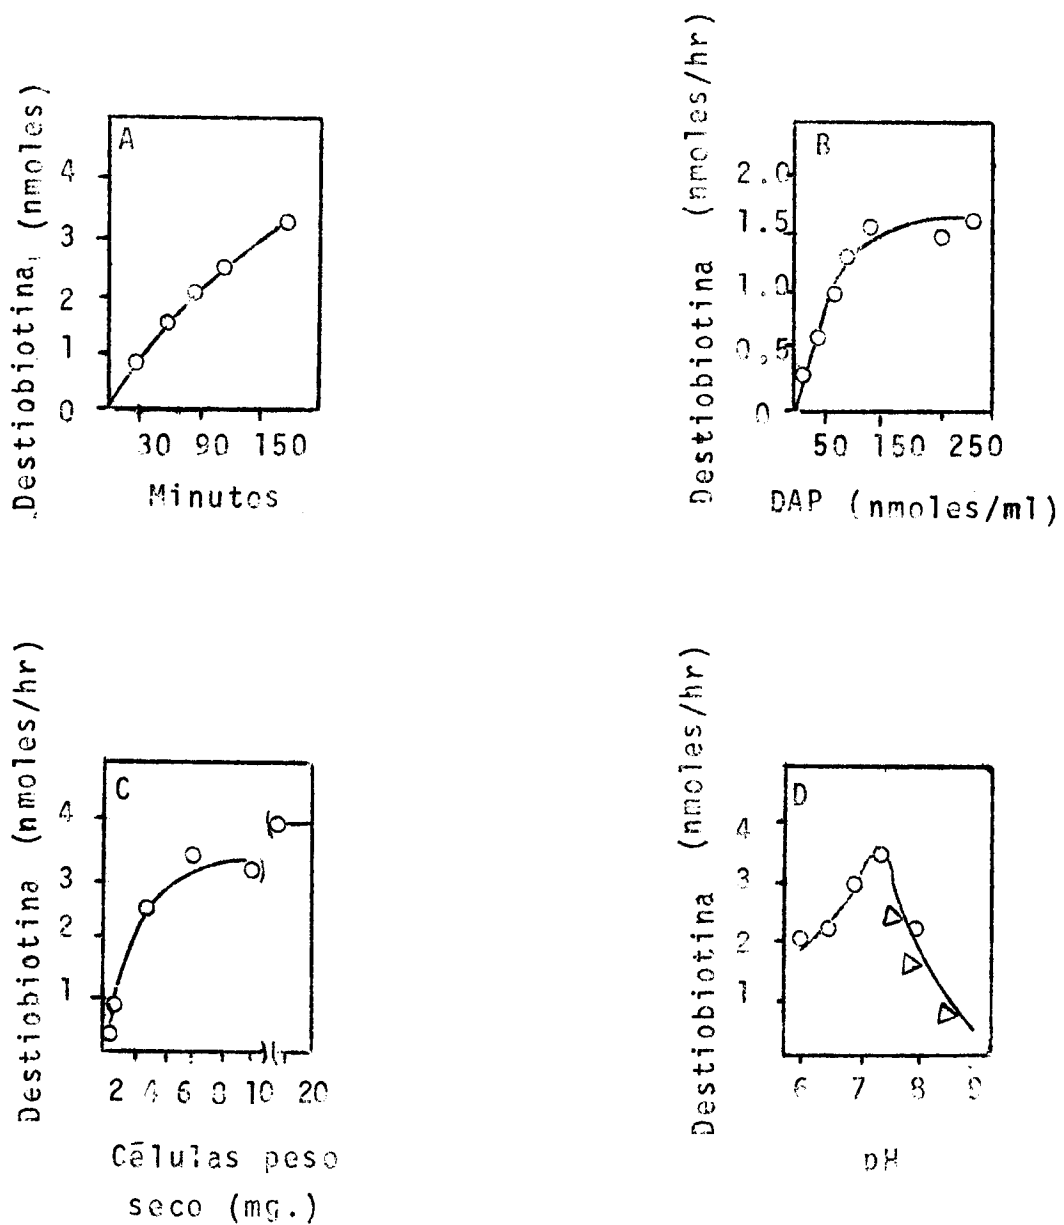 Destiobiotina (nmoles)
A
4
3
2
1
0
30 90 150
Minutos
Destiobiotina (nmoles/hr)
B
2.0
1.5
1.0
0.5
0
50 150 250
DAP (nmoles/ml)
Destiobiotina (nmoles/hr)
C
4
3
2
1
2 4 6 8 10 20
Células peso
seco (mg.)
Destiobiotina (nmoles/hr)
D
4
3
2
1
6 7 8 9
pH